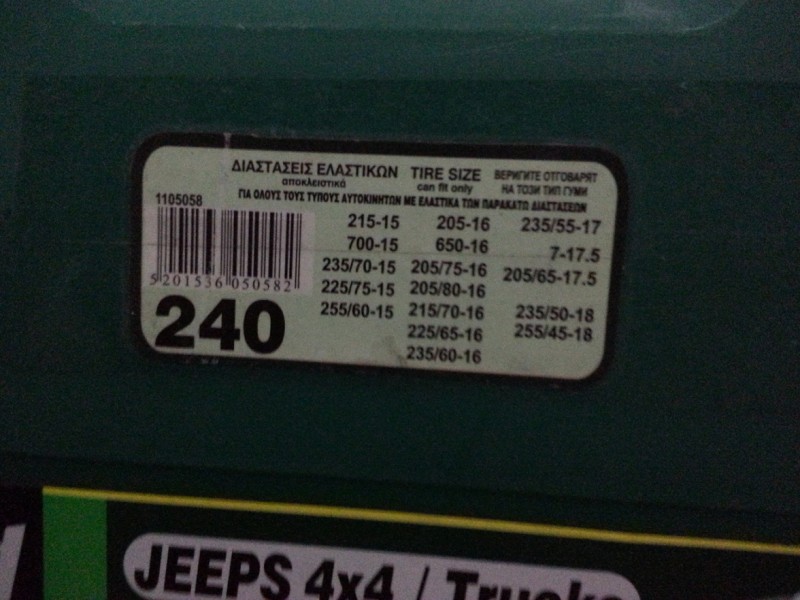 ΔΙΑΣΤΑΣΕΙΣ ΕΛΑΣΤΙΚΩΝ TIRE SIZE ΒΕΡИΓИΤΕ ΟΤΓΟΒΑΡЯΤ
αποκλειστικά can fit only НА ТОЗИ ТИП ГУМИ
ΓΙΑ ΟΛΟΥΣ ΤΟΥΣ ΤΥΠΟΥΣ ΑΥΤΟΚΙΝΗΤΩΝ ΜΕ ΕΛΑΣΤΙΚΑ ΤΩΝ ΠΑΡΑΚΑΤΩ ΔΙΑΣΤΑΣΕΩΝ
1105058
5 201536 050582
240
215-15 205-16 235/55-17
700-15 650-16 7-17.5
235/70-15 205/75-16 205/65-17.5
225/75-15 205/80-16
255/60-15 215/70-16 235/50-18
225/65-16 255/45-18
235/60-16
JEEPS 4x4 / Trucks